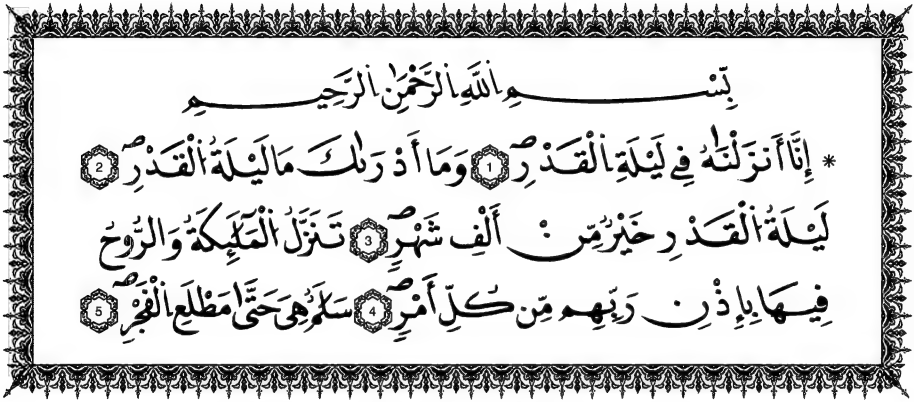 بِسْمِ اللَّهِ الرَّحْمَٰنِ الرَّحِيمِ
* إِنَّا أَنزَلْنَٰهُ فِي لَيْلَةِ الْقَدْرِ 1 وَمَا أَدْرَىٰكَ مَا لَيْلَةُ الْقَدْرِ 2
لَيْلَةُ الْقَدْرِ خَيْرٌ مِّنْ أَلْفِ شَهْرٍ 3 تَنَزَّلُ الْمَلَٰٓئِكَةُ وَالرُّوحُ
فِيهَا بِإِذْنِ رَبِّهِم مِّن كُلِّ أَمْرٍ 4 سَلَٰمٌ هِيَ حَتَّىٰ مَطْلَعِ الْفَجْرِ 5